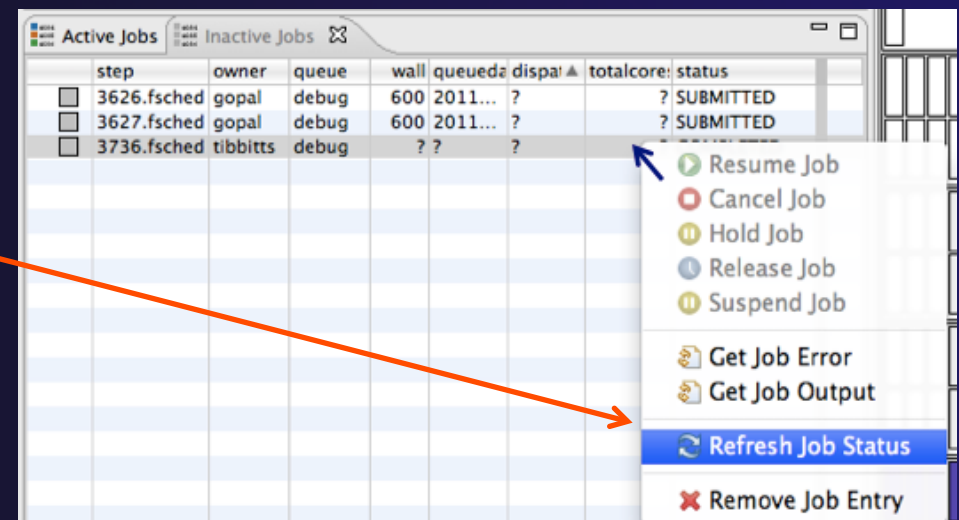 Active Jobs Inactive Jobs
step owner queue wall queueda dispa totalcore: status
3626.fsched gopal debug 600 2011... ? ? SUBMITTED
3627.fsched gopal debug 600 2011... ? ? SUBMITTED
3736.fsched tibbitts debug ? ? ?
Resume Job
Cancel Job
Hold Job
Release Job
Suspend Job
Get Job Error
Get Job Output
Refresh Job Status
Remove Job Entry